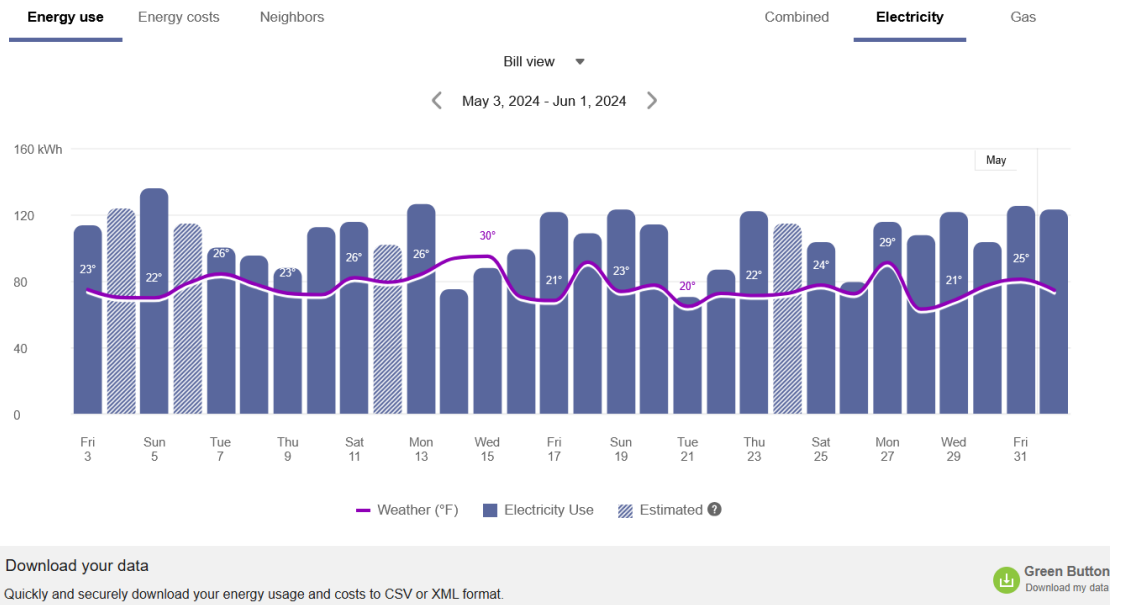 Energy use Energy costs Neighbors Combined Electricity Gas
Bill view
May 3, 2024 - Jun 1, 2024
160 kWh
May
120
80
40
0
23° 22° 26° 23° 26° 26° 30° 21° 23° 20° 22° 24° 29° 21° 25°
Fri Sun Tue Thu Sat Mon Wed Fri Sun Tue Thu Sat Mon Wed Fri
3 5 7 9 11 13 15 17 19 21 23 25 27 29 31
Weather (°F) Electricity Use Estimated ?
Download your data
Green Button
Download my data
Quickly and securely download your energy usage and costs to CSV or XML format.